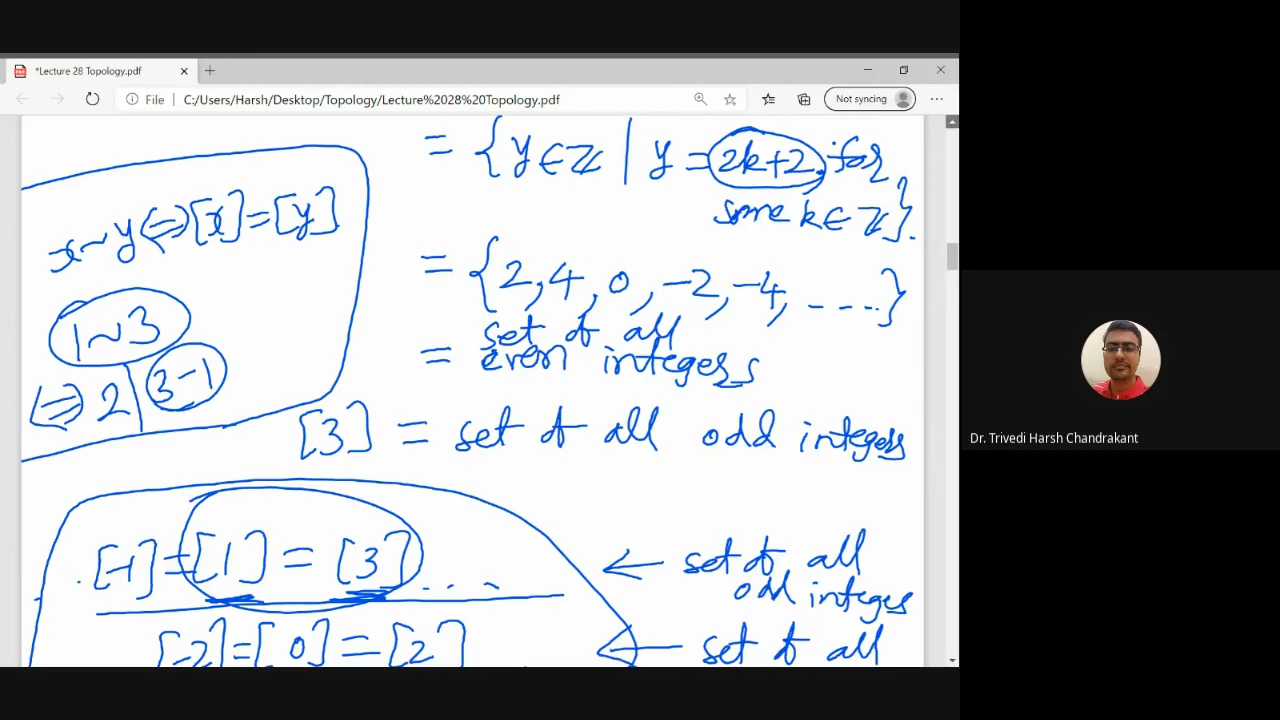 *Lecture 28 Topology.pdf
File | C:/Users/Harsh/Desktop/Topology/Lecture%2028%20Topology.pdf
Not syncing
= {y∈ℤ | y = 2k+2, for
some k∈ℤ}.
x~y⇔[x]=[y]
= {2, 4, 0, -2, -4, ....}
1~3
⇔ 2 | 3-1
= set of all
even integers
[3] = set of all odd integers
Dr. Trivedi Harsh Chandrakant
[-1]=[1] = [3] ...
← set of all
odd integers
[-2]=[0] = [2]
← set of all